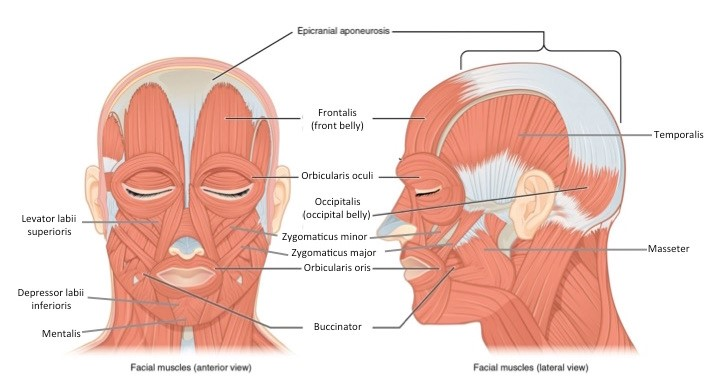 Epicranial aponeurosis
Frontalis
(front belly)
Temporalis
Orbicularis oculi
Occipitalis
(occipital belly)
Levator labii
superioris
Zygomaticus minor
Zygomaticus major
Masseter
Orbicularis oris
Depressor labii
inferioris
Buccinator
Mentalis
Facial muscles (anterior view)
Facial muscles (lateral view)